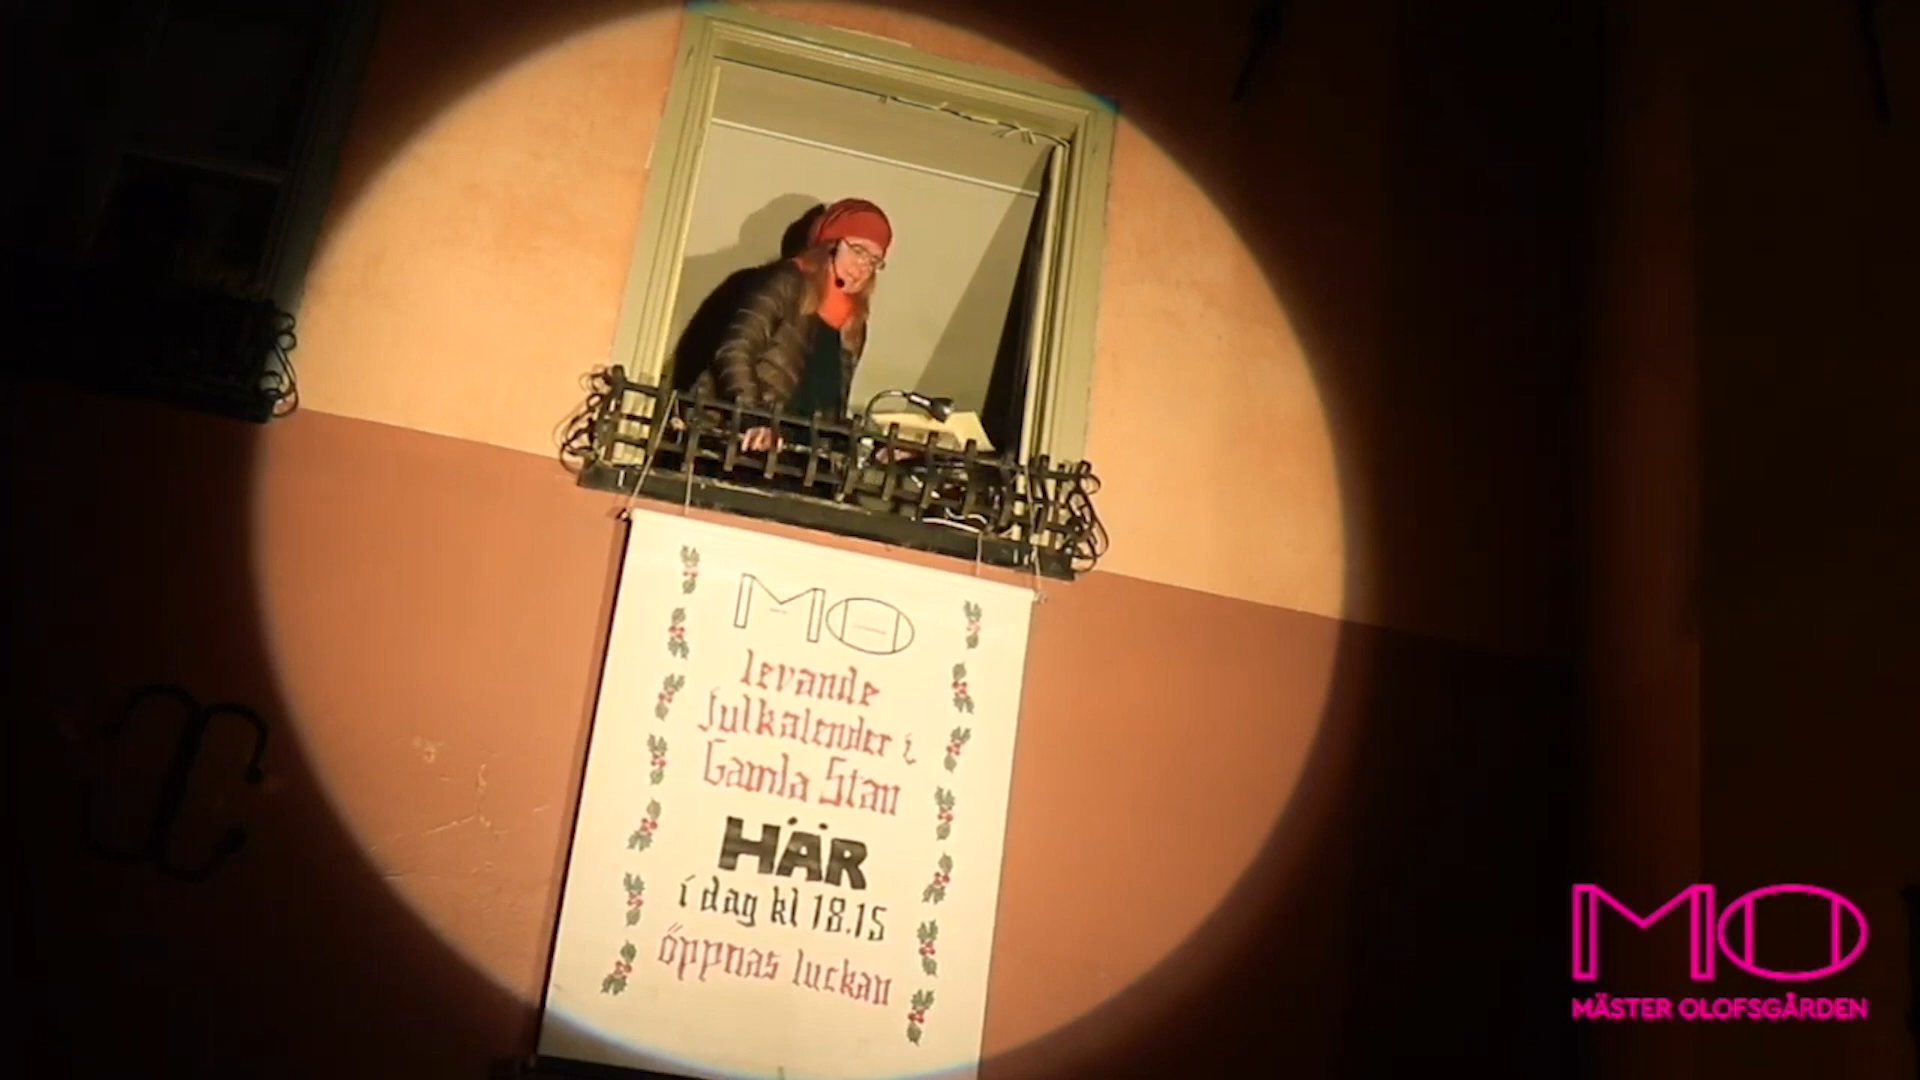 MO
levande
Julkalender i
Gamla Stan
HÄR
i dag kl 18.15
öppnas luckan
MO
MÄSTER OLOFSGÅRDEN